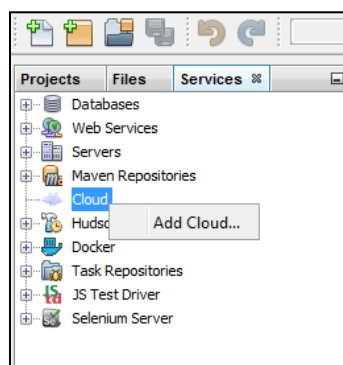 Projects Files Services
Databases
Web Services
Servers
Maven Repositories
Cloud
Add Cloud...
Docker
Task Repositories
JS Test Driver
Selenium Server